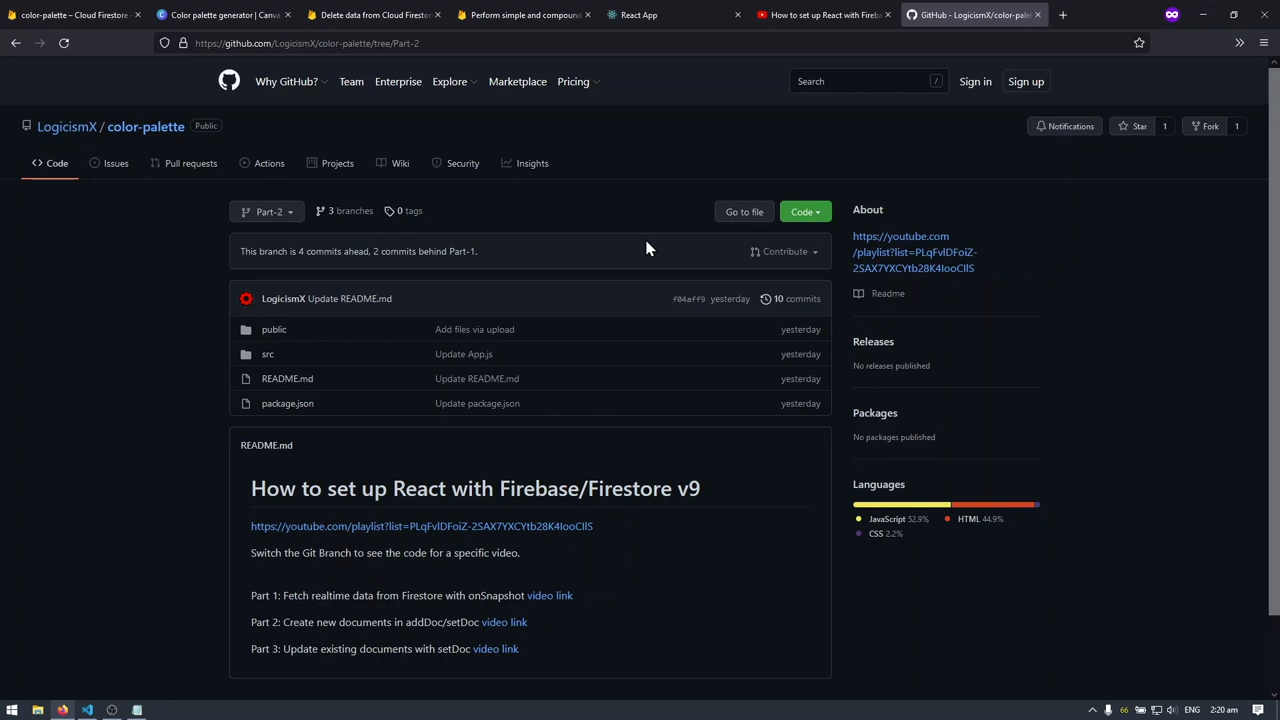 color-palette – Cloud Firestore
Color palette generator | Canva
Delete data from Cloud Firestor
Perform simple and compound
React App
How to set up React with Fireba
GitHub - LogicismX/color-palet
https://github.com/LogicismX/color-palette/tree/Part-2
Why GitHub?
Team
Enterprise
Explore
Marketplace
Pricing
Search
/
Sign in
Sign up
LogicismX / color-palette
Public
Notifications
Star
1
Fork
1
Code
Issues
Pull requests
Actions
Projects
Wiki
Security
Insights
Part-2
3 branches
0 tags
Go to file
Code
About
https://youtube.com
/playlist?list=PLqFvlDFoiZ-
2SAX7YXCYtb28K4IooCIlS
This branch is 4 commits ahead, 2 commits behind Part-1.
Contribute
Readme
LogicismX Update README.md
f04aff9 yesterday
10 commits
public
Add files via upload
yesterday
src
Update App.js
yesterday
README.md
Update README.md
yesterday
package.json
Update package.json
yesterday
Releases
No releases published
Packages
No packages published
Languages
JavaScript 52.9%
HTML 44.9%
CSS 2.2%
README.md
How to set up React with Firebase/Firestore v9
https://youtube.com/playlist?list=PLqFvlDFoiZ-2SAX7YXCYtb28K4IooCIlS
Switch the Git Branch to see the code for a specific video.
Part 1: Fetch realtime data from Firestore with onSnapshot video link
Part 2: Create new documents in addDoc/setDoc video link
Part 3: Update existing documents with setDoc video link
66
ENG
2:20 am